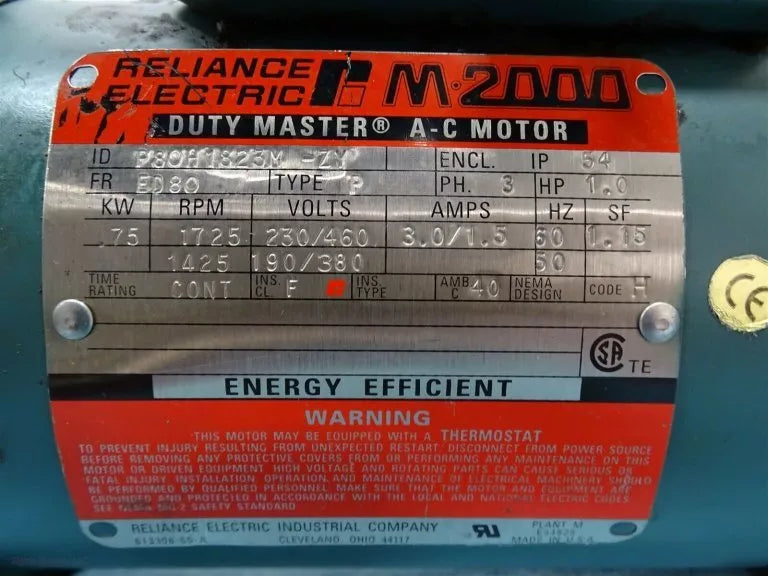 RELIANCE
ELECTRIC
M·2000
DUTY MASTER® A-C MOTOR
ID P80H1823M -ZY ENCL. IP 54
FR ED80 TYPE P PH. 3 HP 1.0
KW RPM VOLTS AMPS HZ SF
.75 1725 230/460 3.0/1.5 60 1.15
1425 190/380 50
TIME RATING CONT INS. CL. F INS. TYPE AMB C 40 NEMA DESIGN CODE H
CE
SA
TE
ENERGY EFFICIENT
WARNING
THIS MOTOR MAY BE EQUIPPED WITH A THERMOSTAT
TO PREVENT INJURY RESULTING FROM UNEXPECTED RESTART: DISCONNECT FROM POWER SOURCE
BEFORE REMOVING ANY PROTECTIVE COVERS FROM OR PERFORMING ANY MAINTENANCE ON THIS
MOTOR OR DRIVEN EQUIPMENT. HIGH VOLTAGE AND ROTATING PARTS CAN CAUSE SERIOUS OR
FATAL INJURY. INSTALLATION OPERATION AND MAINTENANCE OF ELECTRICAL MACHINERY SHOULD
BE PERFORMED BY QUALIFIED PERSONNEL. MAKE SURE THAT THE MOTOR AND EQUIPMENT ARE
GROUNDED AND PROTECTED IN ACCORDANCE WITH THE LOCAL AND NATIONAL ELECTRIC CODES.
SEE SAFETY STANDARD
RELIANCE ELECTRIC INDUSTRIAL COMPANY
CLEVELAND, OHIO 44117
PLANT M
MADE IN U.S.A.